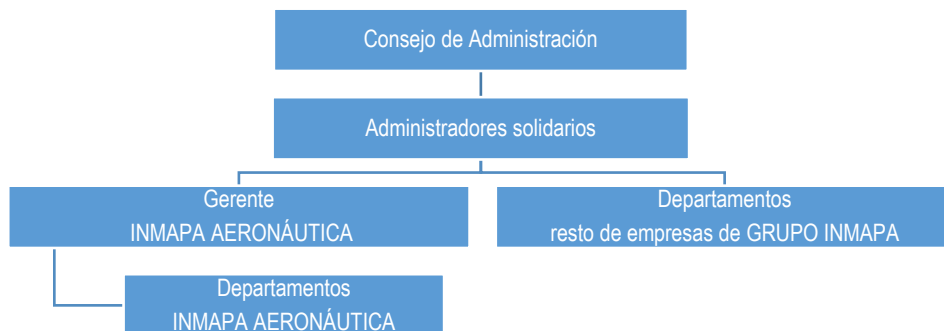 Consejo de Administración
Administradores solidarios
Gerente
INMAPA AERONÁUTICA
Departamentos
resto de empresas de GRUPO INMAPA
Departamentos
INMAPA AERONÁUTICA